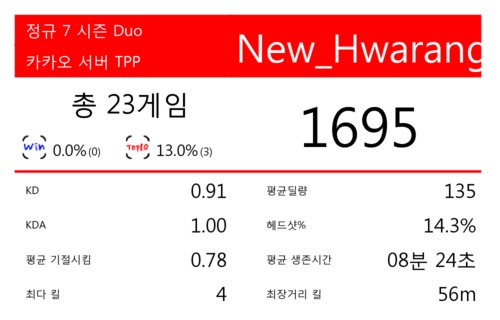 정규 7 시즌 Duo
카카오 서버 TPP
New_Hwarang
총 23게임
Win 0.0% (0) TOP10 13.0% (3)
1695
KD 0.91
평균딜량 135
KDA 1.00
헤드샷% 14.3%
평균 기절시킴 0.78
평균 생존시간 08분 24초
최다 킬 4
최장거리 킬 56m